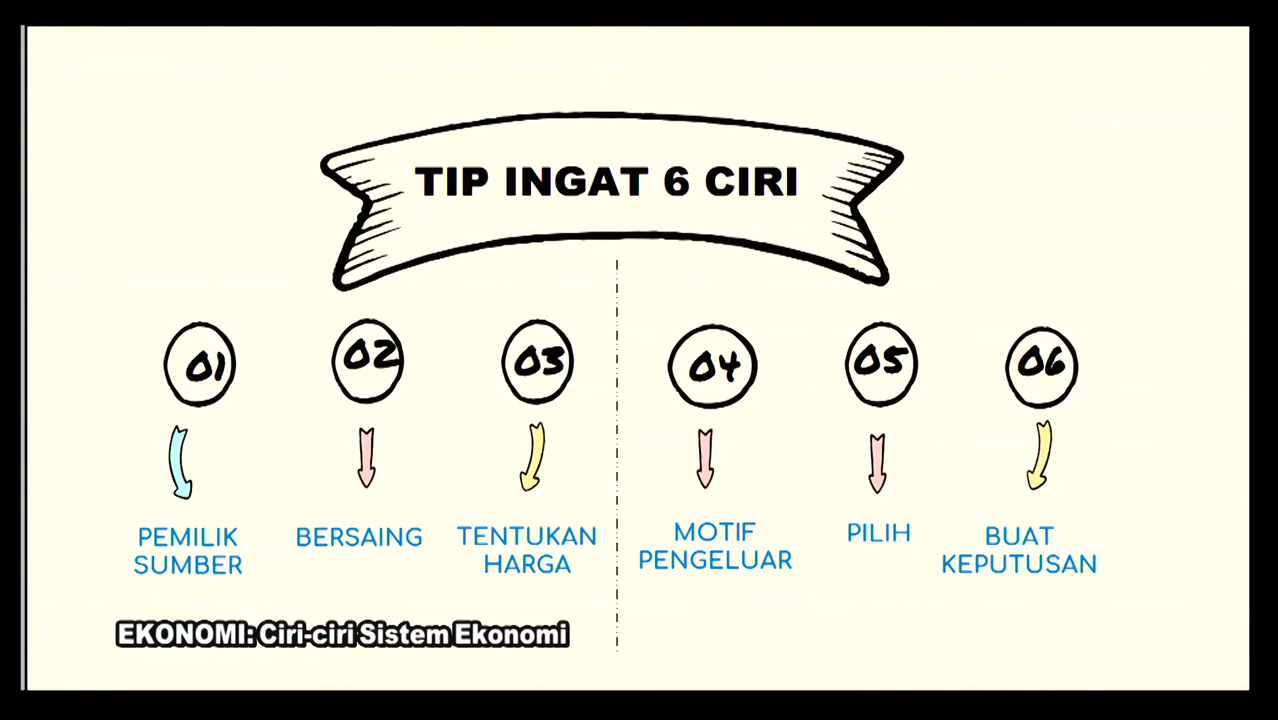 TIP INGAT 6 CIRI
01
02
03
04
05
06
PEMILIK
SUMBER
BERSAING
TENTUKAN
HARGA
MOTIF
PENGELUAR
PILIH
BUAT
KEPUTUSAN
EKONOMI: Ciri-ciri Sistem Ekonomi